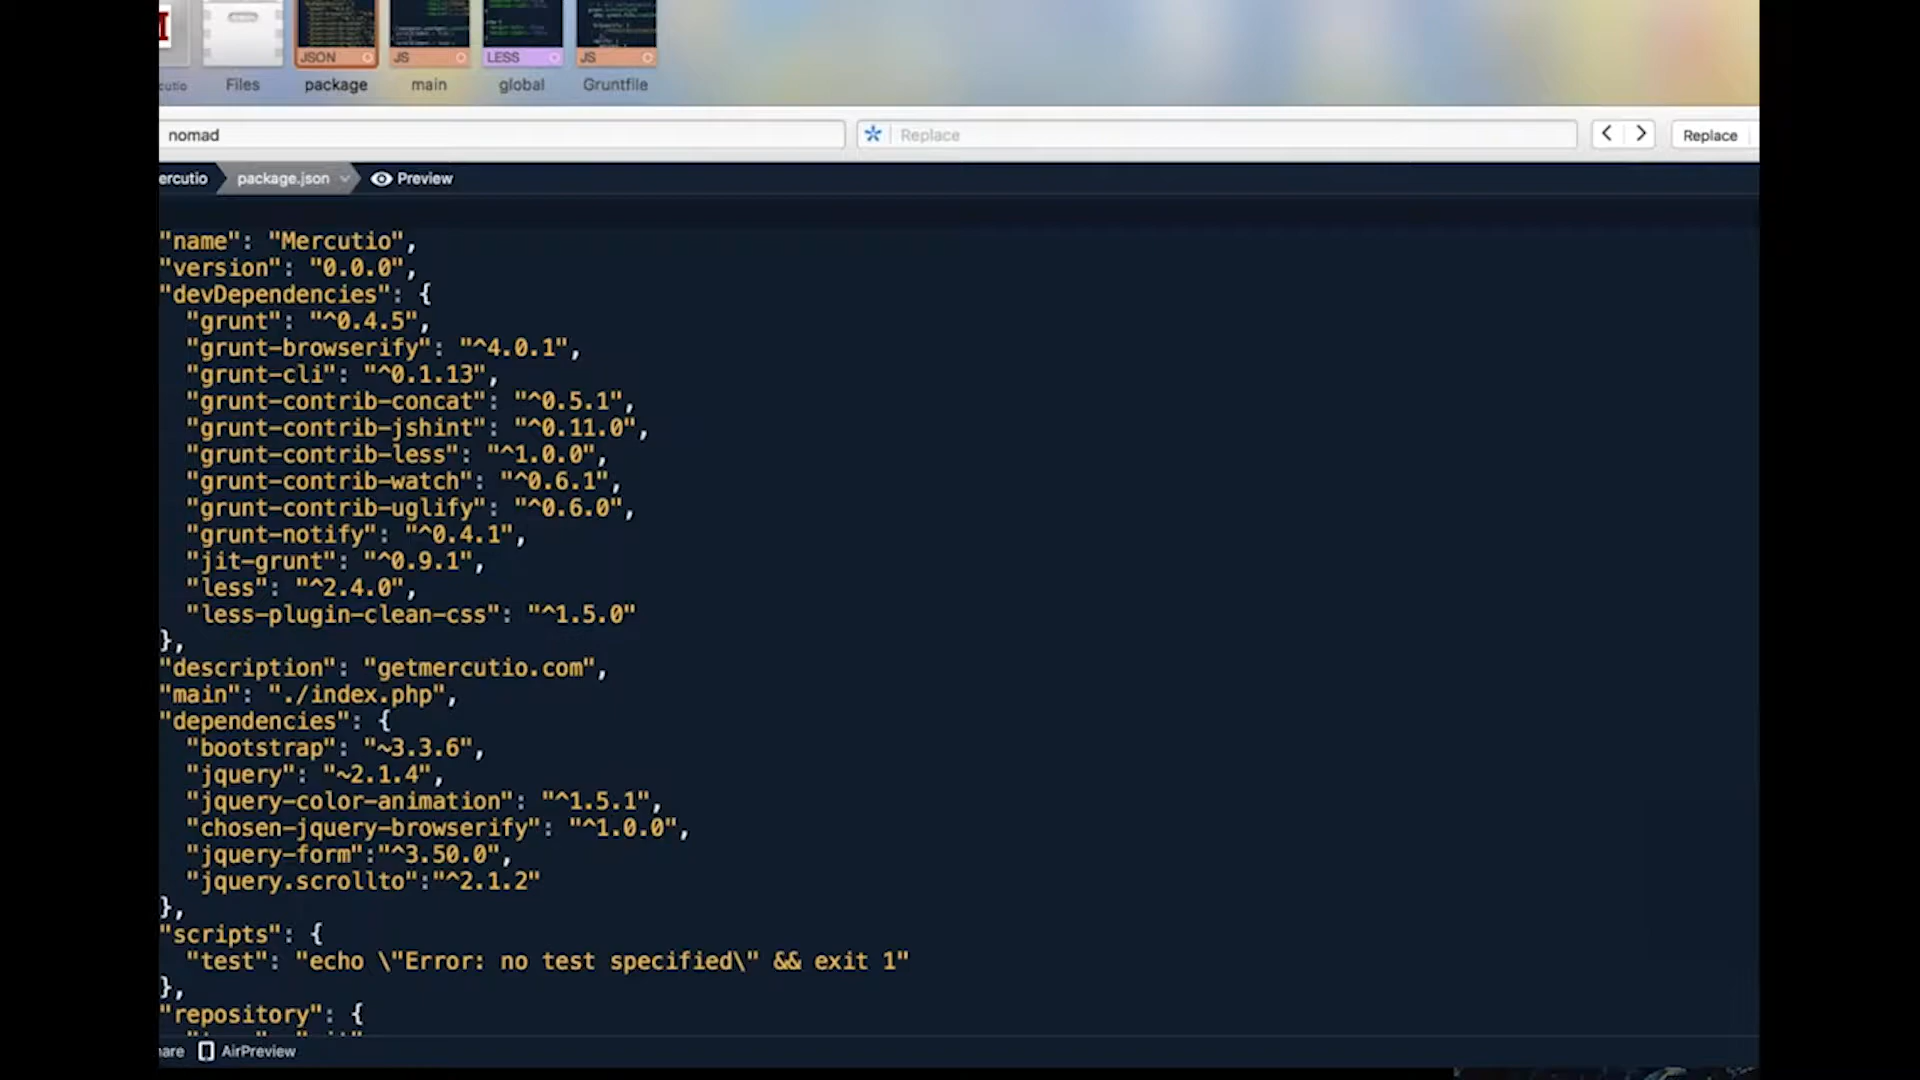 JSON
JS
LESS
JS
cutio
Files
package
main
global
Gruntfile
nomad
Replace
Replace
ercutio
package.json
Preview
"name": "Mercutio",
"version": "0.0.0",
"devDependencies": {
"grunt": "^0.4.5",
"grunt-browserify": "^4.0.1",
"grunt-cli": "^0.1.13",
"grunt-contrib-concat": "^0.5.1",
"grunt-contrib-jshint": "^0.11.0",
"grunt-contrib-less": "^1.0.0",
"grunt-contrib-watch": "^0.6.1",
"grunt-contrib-uglify": "^0.6.0",
"grunt-notify": "^0.4.1",
"jit-grunt": "^0.9.1",
"less": "^2.4.0",
"less-plugin-clean-css": "^1.5.0"
},
"description": "getmercutio.com",
"main": "./index.php",
"dependencies": {
"bootstrap": "~3.3.6",
"jquery": "~2.1.4",
"jquery-color-animation": "^1.5.1",
"chosen-jquery-browserify": "^1.0.0",
"jquery-form":"^3.50.0",
"jquery.scrollto":"^2.1.2"
},
"scripts": {
"test": "echo \"Error: no test specified\" && exit 1"
},
"repository": {
hare
AirPreview